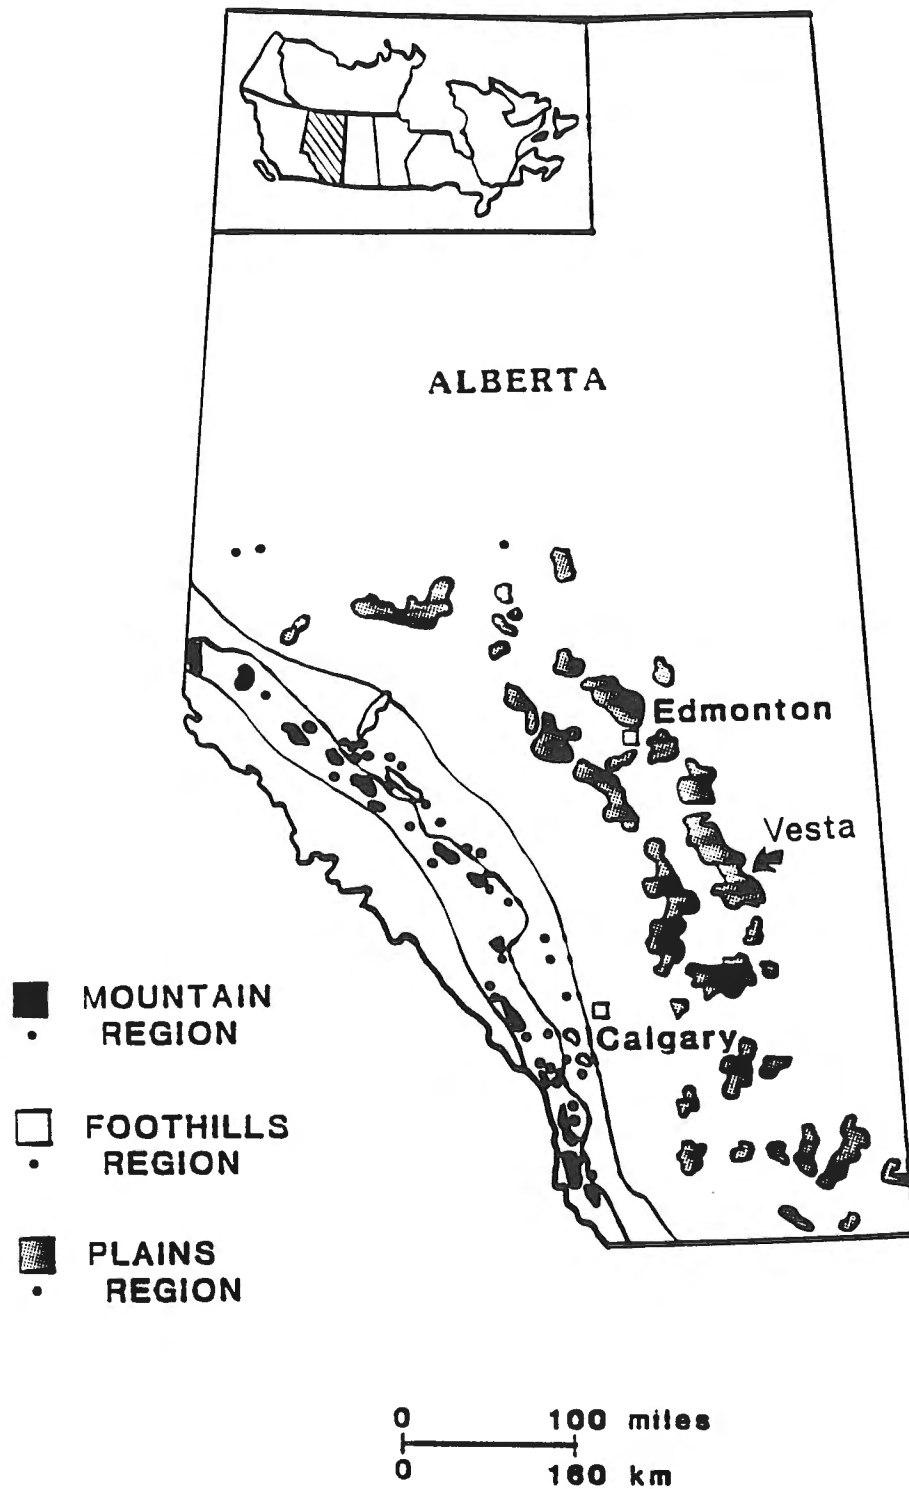 ALBERTA
Edmonton
Vesta
Calgary
MOUNTAIN
REGION
FOOTHILLS
REGION
PLAINS
REGION
0 100 miles
0 160 km